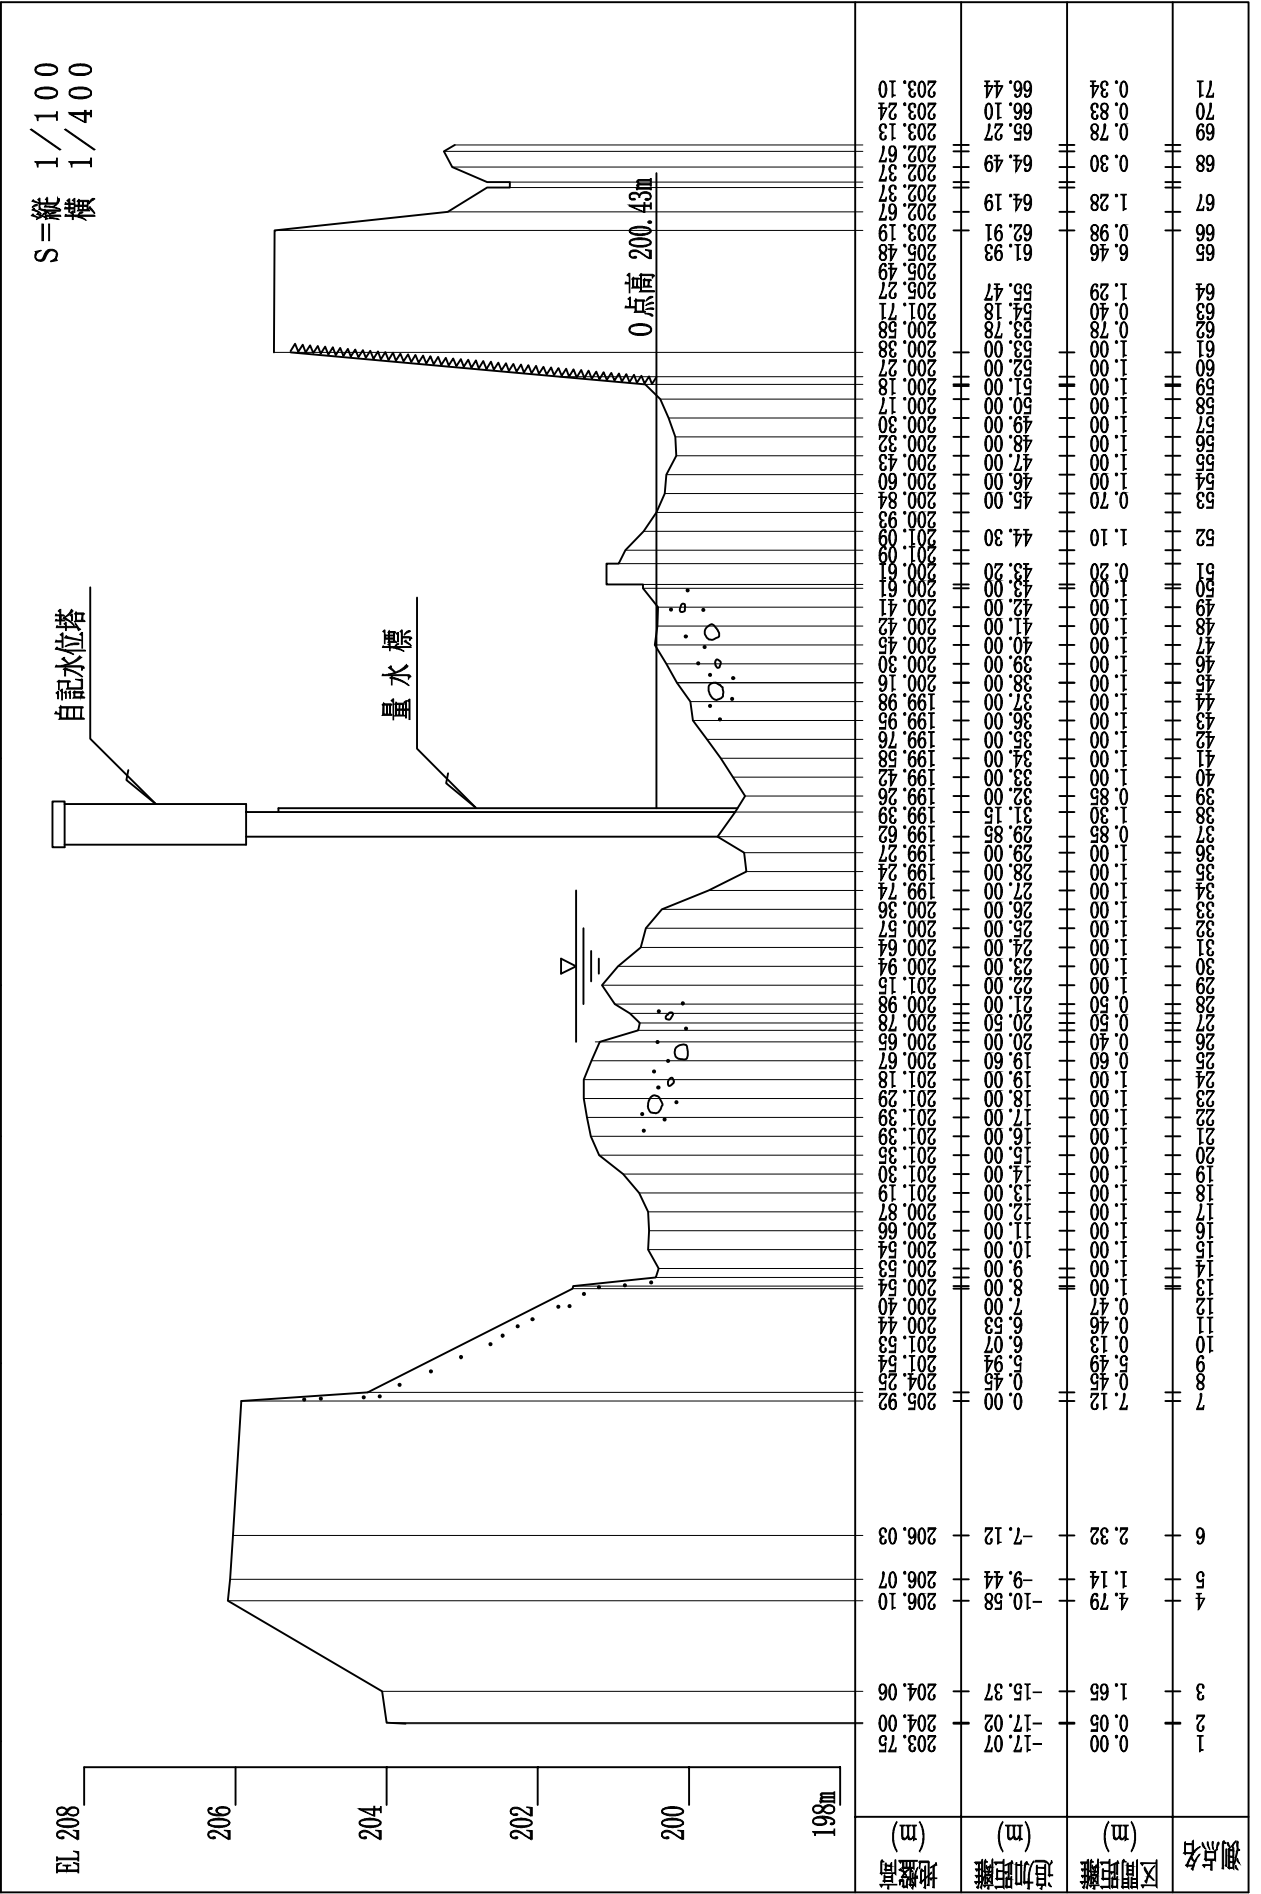 S=縦 1/100
横 1/400
自記水位塔
量水標
0点高 200.43m
EL 208
206
204
202
200
198m
地盤高 (m) 203.75 204.00 204.06 206.10 206.07 206.03 205.92 204.25 201.54 201.53 200.44 200.40 200.54 200.53 200.54 200.66 200.87 201.19 201.30 201.35 201.39 201.39 201.29 201.18 200.67 200.65 200.78 200.98 201.15 200.94 200.64 200.57 200.36 199.74 199.24 199.27 199.62 199.39 199.26 199.42 199.58 199.76 199.95 199.98 200.16 200.30 200.45 200.42 200.41 200.61 200.61 201.09 201.09 200.93 200.84 200.60 200.43 200.32 200.30 200.17 200.18 200.27 200.38 200.58 201.71 205.27 205.49 205.48 203.19 202.67 202.37 202.37 202.67 203.13 203.24 203.10
追加距離 (m) -17.07 -17.02 -15.37 -10.58 -9.44 -7.12 0.00 0.45 5.94 6.07 6.53 7.00 8.00 9.00 10.00 11.00 12.00 13.00 14.00 15.00 16.00 17.00 18.00 19.00 19.60 20.00 20.50 21.00 22.00 23.00 24.00 25.00 26.00 27.00 28.00 29.00 29.85 31.15 32.00 33.00 34.00 35.00 36.00 37.00 38.00 39.00 40.00 41.00 42.00 43.00 43.20 44.30 45.00 46.00 47.00 48.00 49.00 50.00 51.00 52.00 53.00 53.78 54.18 55.47 61.93 62.91 64.19 64.49 65.27 66.10 66.44
区間距離 (m) 0.00 0.05 1.65 4.79 1.14 2.32 7.12 0.45 5.49 0.13 0.46 0.47 1.00 1.00 1.00 1.00 1.00 1.00 1.00 1.00 1.00 1.00 1.00 1.00 0.60 0.40 0.50 0.50 1.00 1.00 1.00 1.00 1.00 1.00 1.00 1.00 0.85 1.30 0.85 1.00 1.00 1.00 1.00 1.00 1.00 1.00 1.00 1.00 1.00 1.00 0.20 1.10 0.70 1.00 1.00 1.00 1.00 1.00 1.00 1.00 1.00 0.78 0.40 1.29 6.46 0.98 1.28 0.30 0.78 0.83 0.34
測点名 1 2 3 4 5 6 7 8 9 10 11 12 13 14 15 16 17 18 19 20 21 22 23 24 25 26 27 28 29 30 31 32 33 34 35 36 37 38 39 40 41 42 43 44 45 46 47 48 49 50 51 52 53 54 55 56 57 58 59 60 61 62 63 64 65 66 67 68 69 70 71